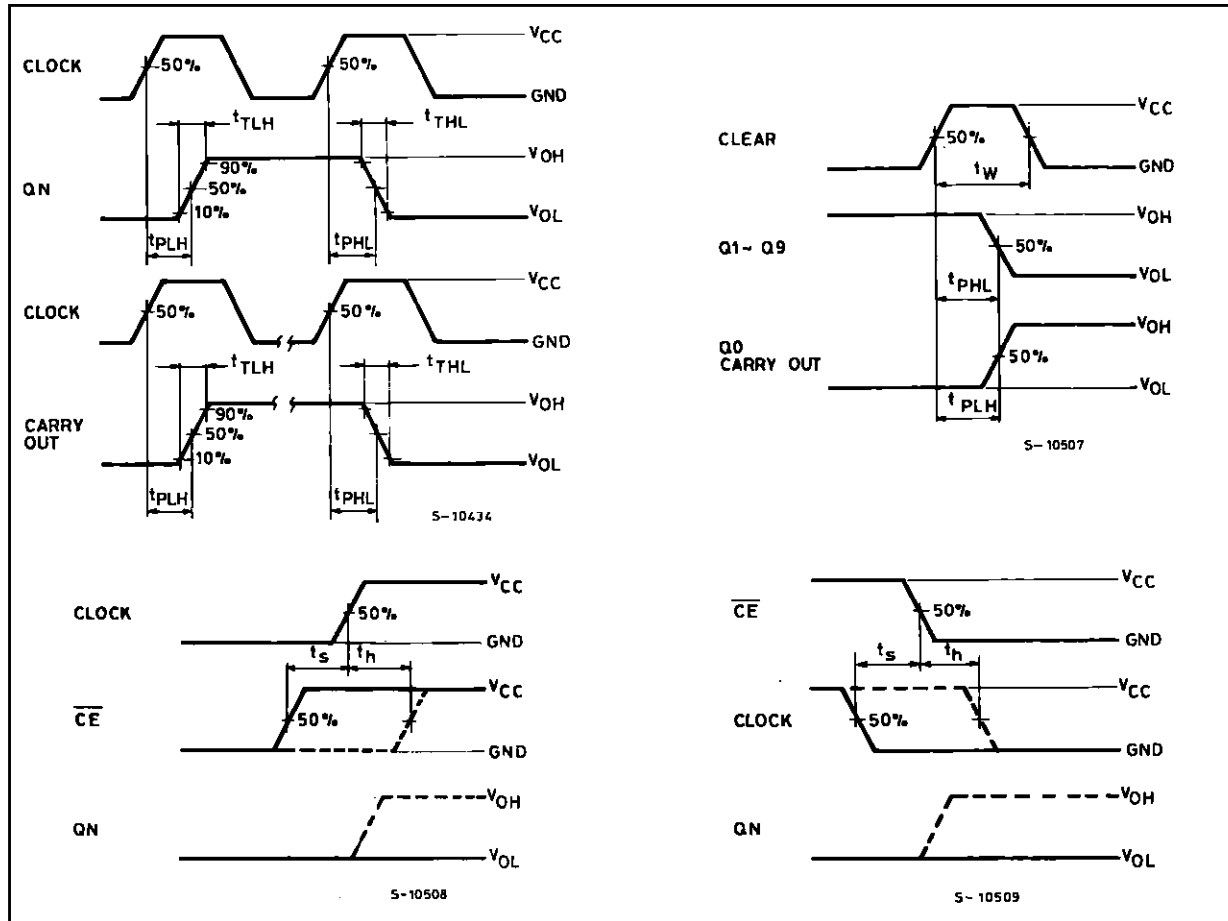 VCC
CLOCK
50%
50%
GND
tTLH
tTHL
VOH
90%
QN
50%
10%
VOL
tPLH
tPHL
VCC
CLOCK
50%
50%
GND
tTLH
tTHL
VOH
90%
CARRY
OUT
50%
10%
VOL
tPLH
tPHL
S-10434
VCC
CLEAR
50%
tW
GND
VOH
Q1~Q9
50%
tPHL
VOL
VOH
Q0
CARRY OUT
50%
VOL
tPLH
S-10507
VCC
CLOCK
50%
GND
ts
th
VCC
CE
50%
GND
VOH
QN
VOL
S-10508
VCC
CE
50%
GND
ts
th
VCC
CLOCK
50%
GND
VOH
QN
VOL
S-10509